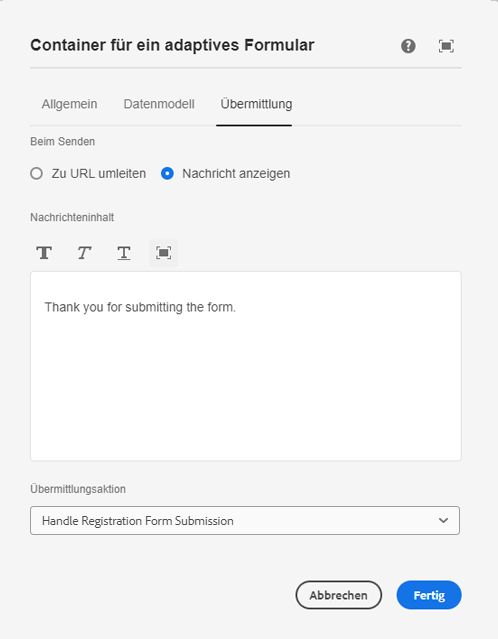 Container für ein adaptives Formular
Allgemein Datenmodell Übermittlung
Beim Senden
Zu URL umleiten Nachricht anzeigen
Nachrichteninhalt
T T T
Thank you for submitting the form.
Übermittlungsaktion
Handle Registration Form Submission
Abbrechen Fertig